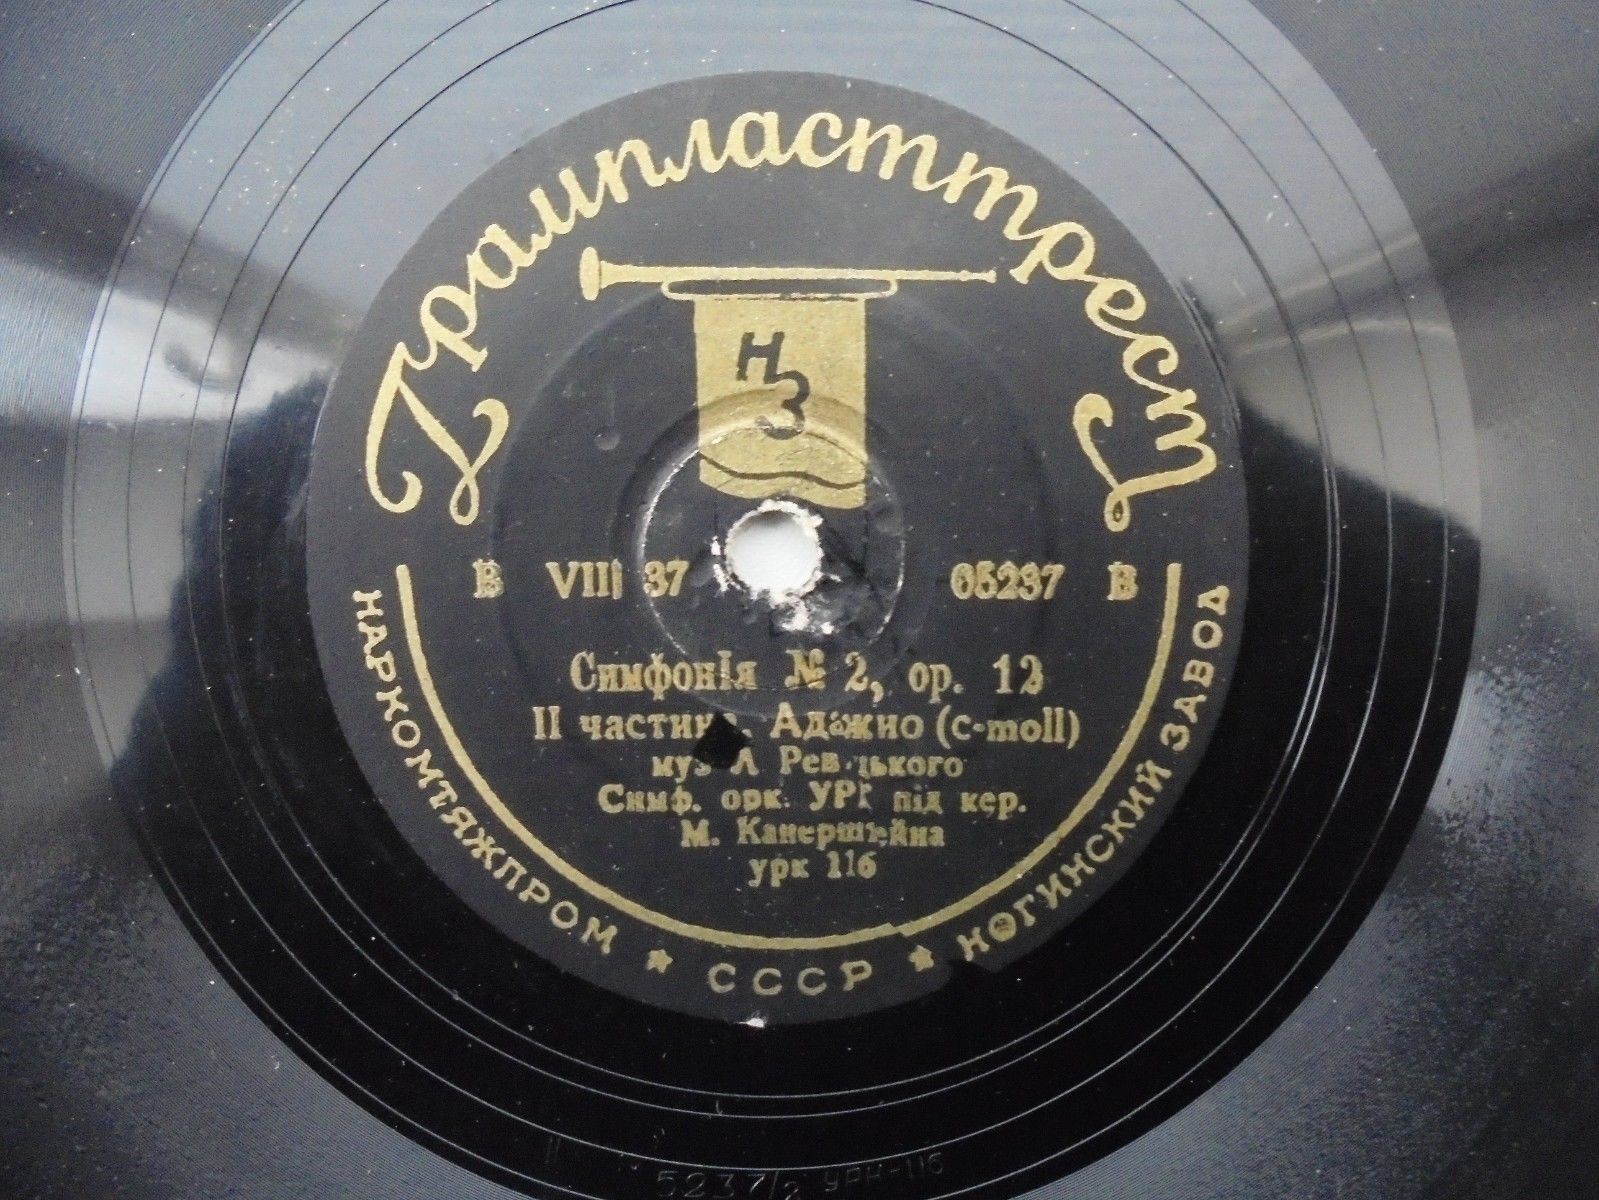 Грампласттрест
НЗ
В VIII 37 65237 В
Симфонія № 2, ор. 12
II частина. Адажио (c-moll)
муз Л Ревуцького
Симф. орк. УРК під кер.
М. Канерштейна
урк 116
НАРКОМТЯЖПРОМ ★ СССР ★ НОГИНСКИЙ ЗАВОД
5237/2 УРК-116